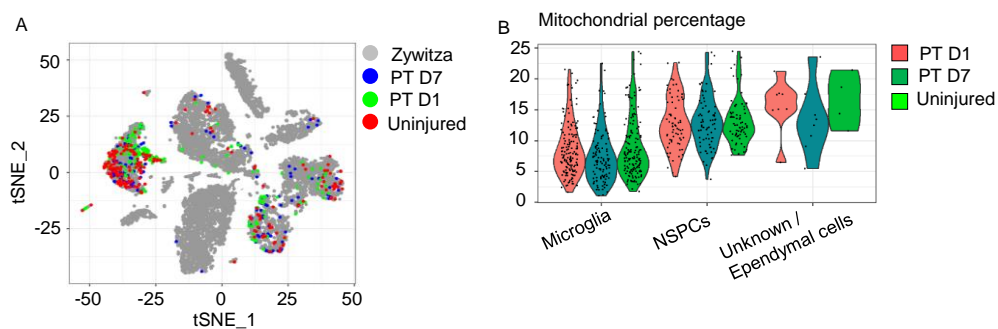 A
50
25
0
-25
tSNE_2
-50
-25
0
25
50
tSNE_1
Zywitza
PT D7
PT D1
Uninjured
B
Mitochondrial percentage
25
20
15
10
5
0
Microglia
NSPCs
Unknown /
Ependymal cells
PT D1
PT D7
Uninjured